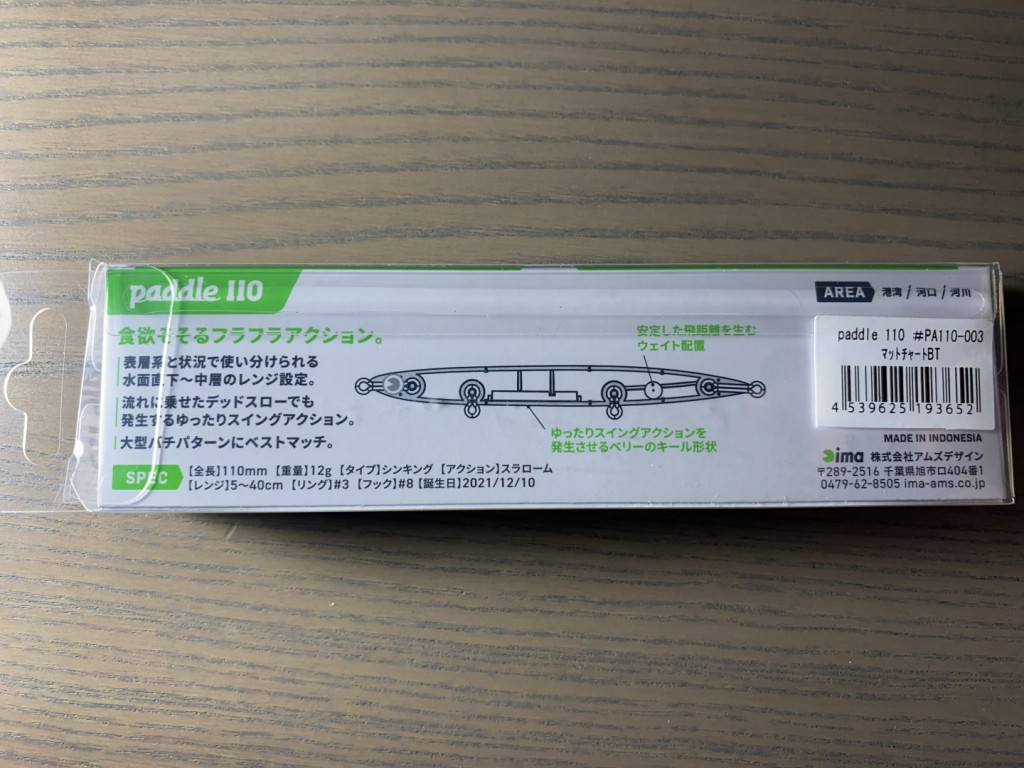 paddle 110
AREA 港湾 / 河口 / 河川
食欲そそるフラフラアクション。
表層系と状況で使い分けられる
水面直下〜中層のレンジ設定。
流れに乗せたデッドスローでも
発生するゆったりスイングアクション。
大型バチパターンにベストマッチ。
安定した飛距離を生む
ウェイト配置
ゆったりスイングアクションを
発生させるベリーのキール形状
SPEC
【全長】110mm 【重量】12g 【タイプ】シンキング 【アクション】スラローム
【レンジ】5〜40cm 【リング】#3 【フック】#8 【誕生日】2021/12/10
paddle 110 #PA110-003
マットチャートBT
4 539625 193652
MADE IN INDONESIA
ima 株式会社アムズデザイン
〒289-2516 千葉県旭市ロ404番1
0479-62-8505 ima-ams.co.jp